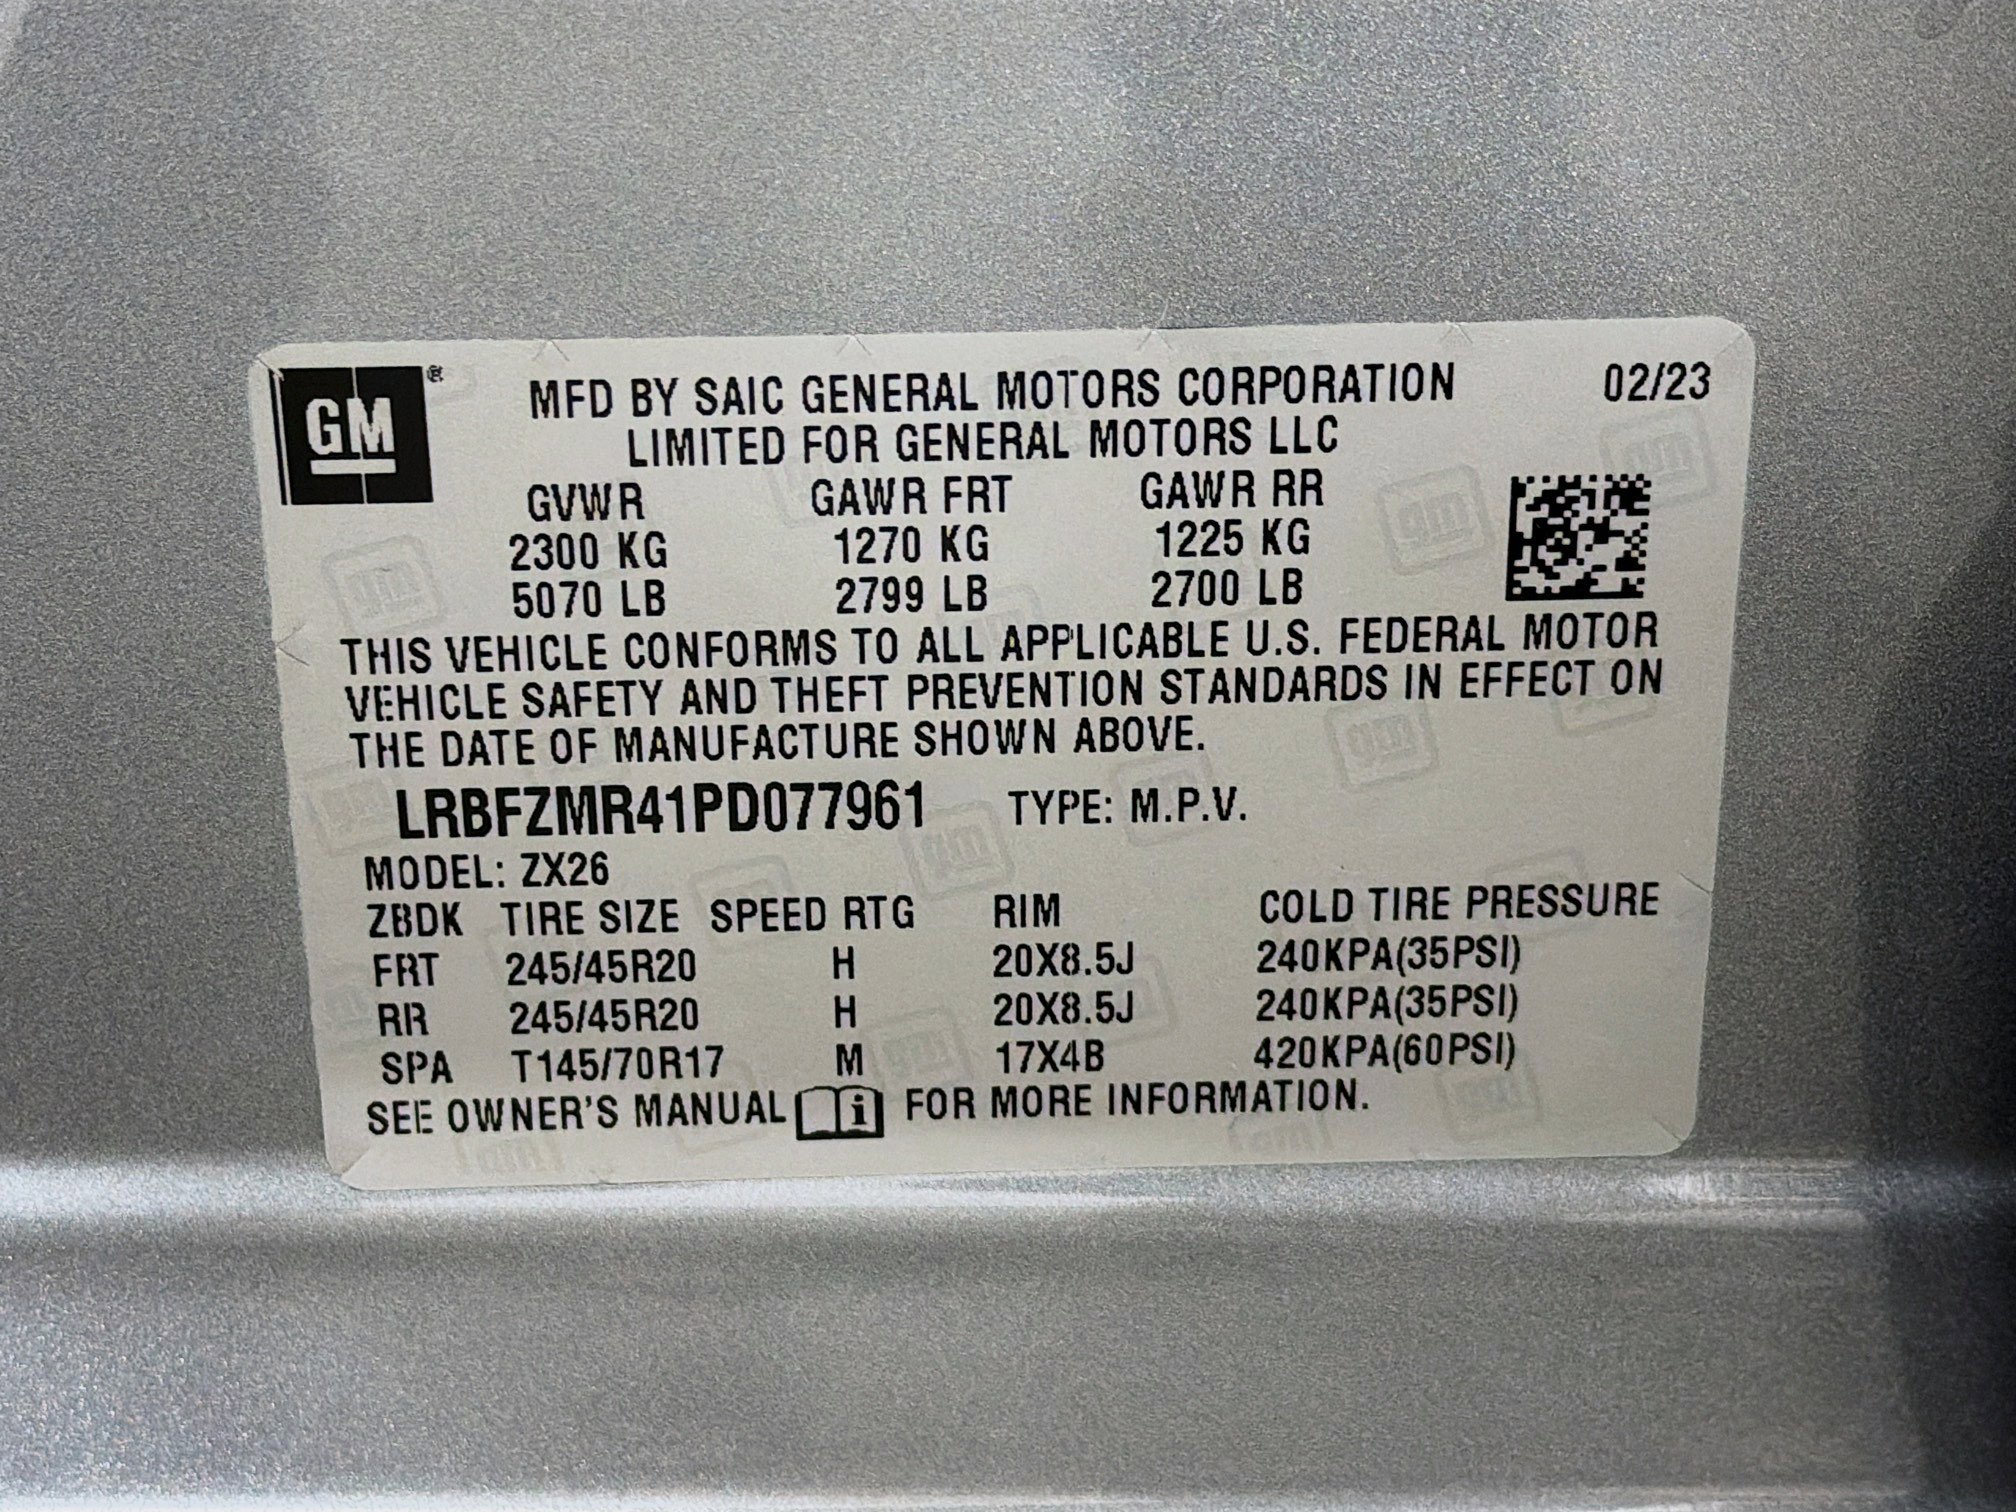 GM ®
MFD BY SAIC GENERAL MOTORS CORPORATION 02/23
LIMITED FOR GENERAL MOTORS LLC
GVWR GAWR FRT GAWR RR
2300 KG 1270 KG 1225 KG
5070 LB 2799 LB 2700 LB
THIS VEHICLE CONFORMS TO ALL APPLICABLE U.S. FEDERAL MOTOR
VEHICLE SAFETY AND THEFT PREVENTION STANDARDS IN EFFECT ON
THE DATE OF MANUFACTURE SHOWN ABOVE.
LRBFZMR41PD077961 TYPE: M.P.V.
MODEL: ZX26
ZBDK TIRE SIZE SPEED RTG RIM COLD TIRE PRESSURE
FRT 245/45R20 H 20X8.5J 240KPA(35PSI)
RR 245/45R20 H 20X8.5J 240KPA(35PSI)
SPA T145/70R17 M 17X4B 420KPA(60PSI)
SEE OWNER'S MANUAL i FOR MORE INFORMATION.